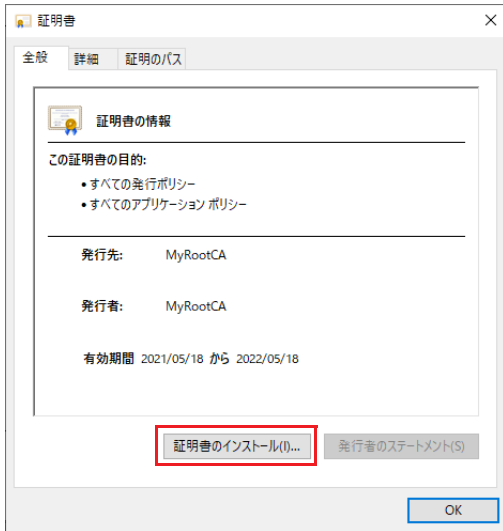 証明書
全般 詳細 証明のパス
証明書の情報
この証明書の目的:
• すべての発行ポリシー
• すべてのアプリケーション ポリシー
発行先: MyRootCA
発行者: MyRootCA
有効期間 2021/05/18 から 2022/05/18
証明書のインストール(I)... 発行者のステートメント(S)
OK